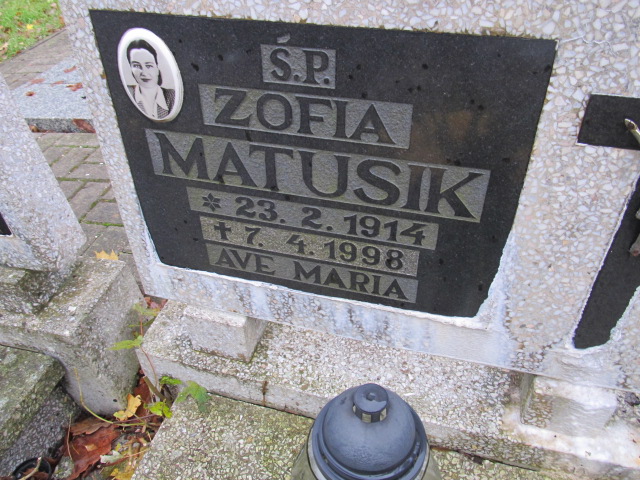 Ś.P.
ZOFIA
MATUSIK
* 23. 2. 1914
✝ 7. 4. 1998
AVE MARIA